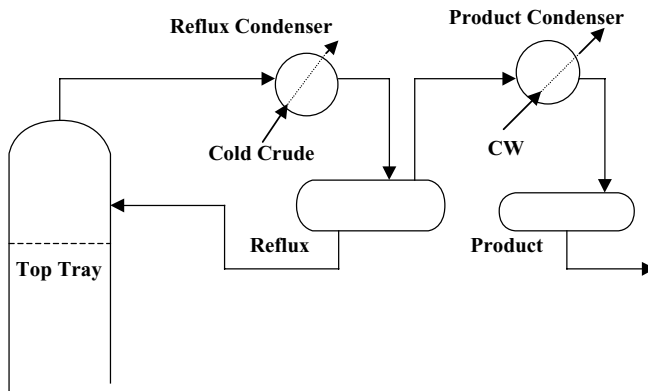 Reflux Condenser
Product Condenser
Cold Crude
CW
Reflux
Product
Top Tray